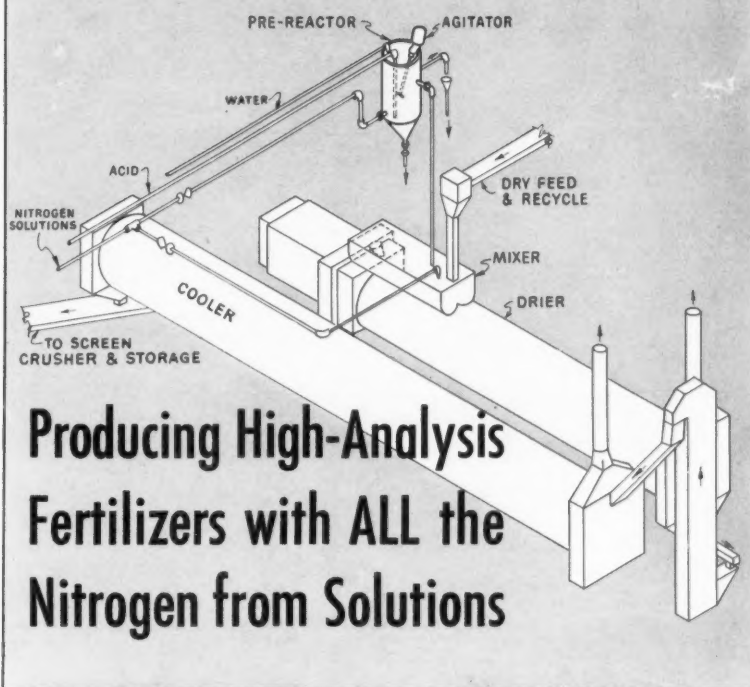 PRE-REACTOR
AGITATOR
WATER
ACID
NITROGEN
SOLUTIONS
DRY FEED
& RECYCLE
MIXER
COOLER
DRIER
TO SCREEN
CRUSHER & STORAGE
Producing High-Analysis
Fertilizers with ALL the
Nitrogen from Solutions